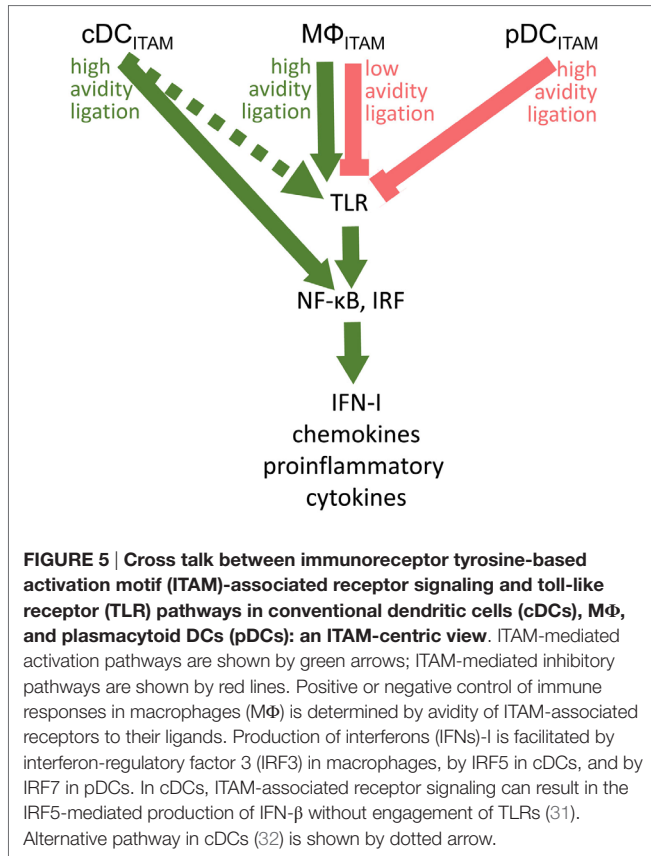 cDC_ITAM MΦ_ITAM pDC_ITAM
high avidity ligation
high avidity ligation
low avidity ligation
high avidity ligation
TLR
NF-κB, IRF
IFN-I
chemokines
proinflammatory
cytokines
FIGURE 5 | Cross talk between immunoreceptor tyrosine-based
activation motif (ITAM)-associated receptor signaling and toll-like
receptor (TLR) pathways in conventional dendritic cells (cDCs), MΦ,
and plasmacytoid DCs (pDCs): an ITAM-centric view. ITAM-mediated
activation pathways are shown by green arrows; ITAM-mediated inhibitory
pathways are shown by red lines. Positive or negative control of immune
responses in macrophages (MΦ) is determined by avidity of ITAM-associated
receptors to their ligands. Production of interferons (IFNs)-I is facilitated by
interferon-regulatory factor 3 (IRF3) in macrophages, by IRF5 in cDCs, and by
IRF7 in pDCs. In cDCs, ITAM-associated receptor signaling can result in the
IRF5-mediated production of IFN-β without engagement of TLRs (31).
Alternative pathway in cDCs (32) is shown by dotted arrow.